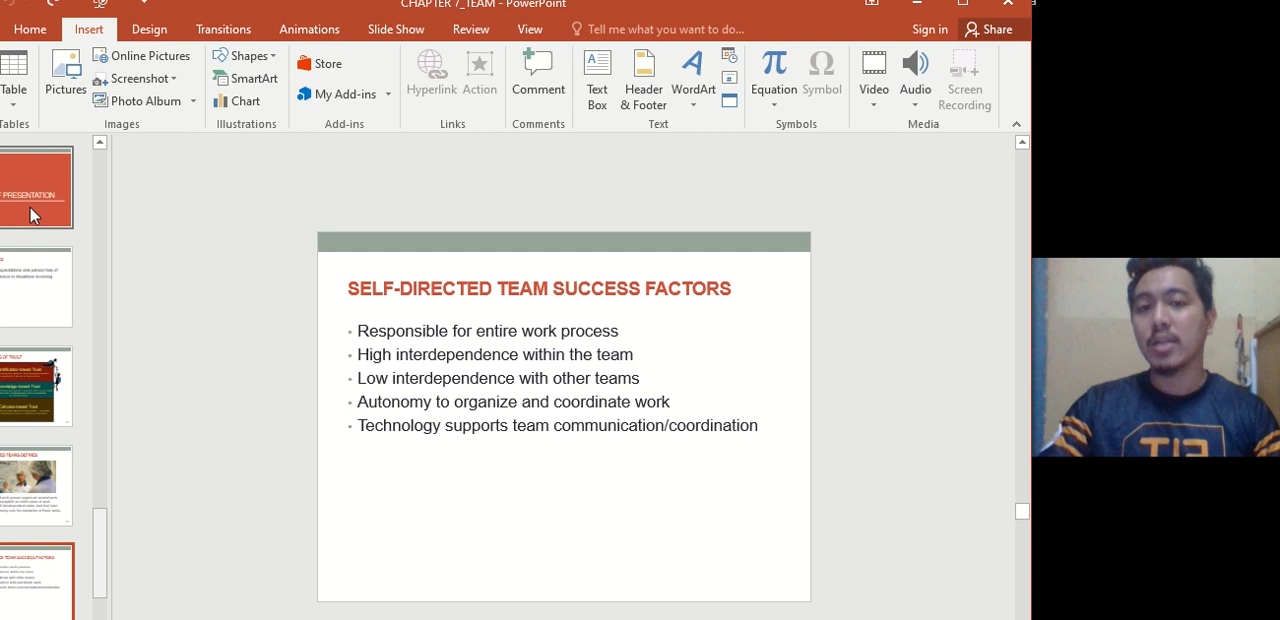 CHAPTER 7_TEAM - PowerPoint
Home Insert Design Transitions Animations Slide Show Review View Tell me what you want to do... Sign in Share
Table Pictures Online Pictures Screenshot Photo Album Shapes SmartArt Chart Store My Add-ins Hyperlink Action Comment Text Box Header & Footer WordArt Equation Symbol Video Audio Screen Recording
Tables Images Illustrations Add-ins Links Comments Text Symbols Media
PRESENTATION
SELF-DIRECTED TEAM SUCCESS FACTORS
• Responsible for entire work process
• High interdependence within the team
• Low interdependence with other teams
• Autonomy to organize and coordinate work
• Technology supports team communication/coordination